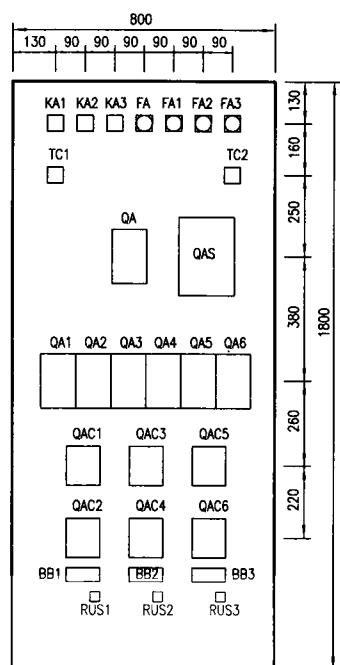 800
130 90 90 90 90 90 90
KA1 KA2 KA3 FA FA1 FA2 FA3
130
160
TC1 TC2
250
QA QAS
380
1800
QA1 QA2 QA3 QA4 QA5 QA6
260
QAC1 QAC3 QAC5
220
QAC2 QAC4 QAC6
BB1 BB2 BB3
RUS1 RUS2 RUS3